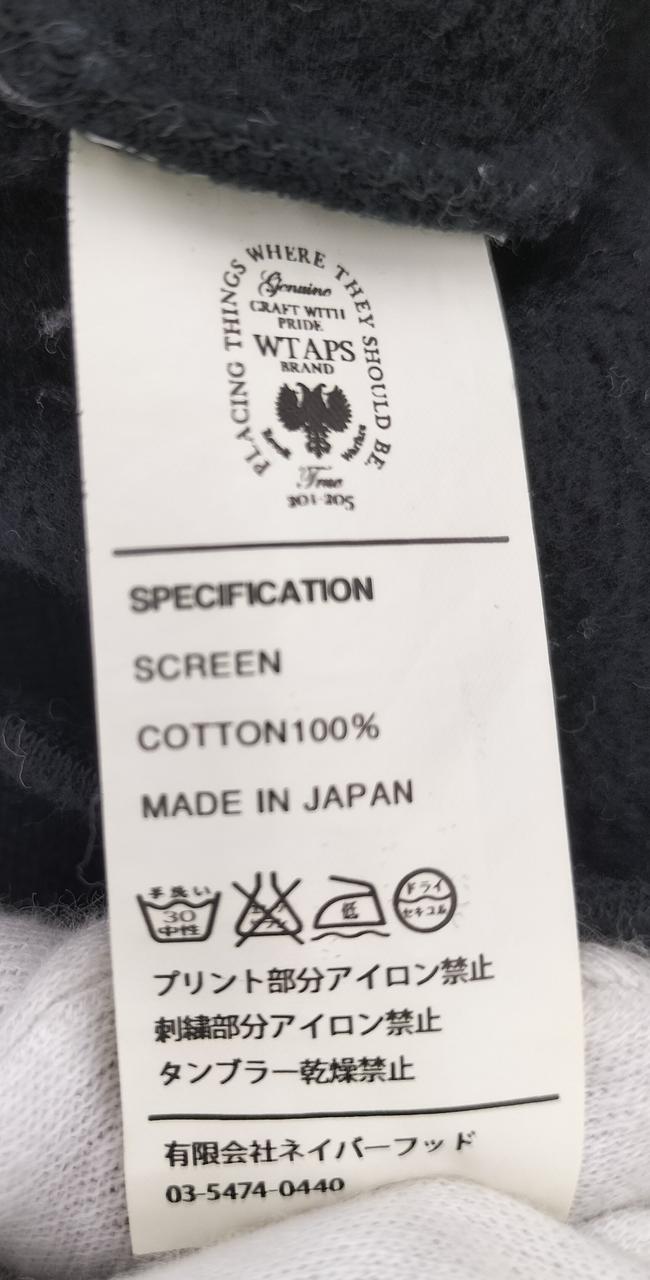 PLACING THINGS WHERE THEY SHOULD BE
Genuine
CRAFT WITH
PRIDE
WTAPS
BRAND
True
201-205
SPECIFICATION
SCREEN
COTTON100%
MADE IN JAPAN
手洗い
30
中性
低
ドライ
セキユ系
プリント部分アイロン禁止
刺繍部分アイロン禁止
タンブラー乾燥禁止
有限会社ネイバーフッド
03-5474-0440